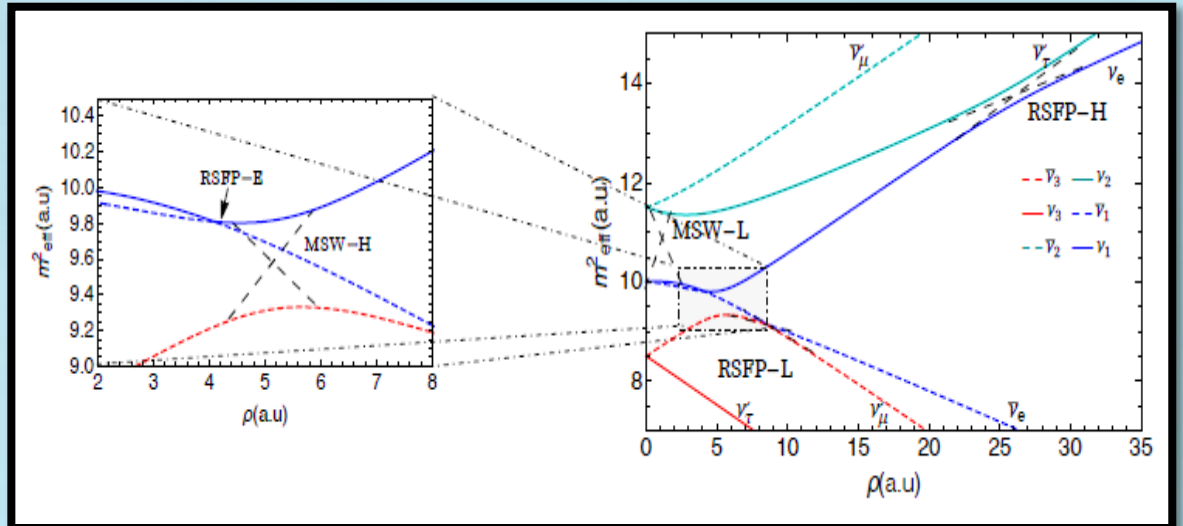 10.4
10.2
10.0
9.8
9.6
9.4
9.2
9.0
m²eff(a.u)
RSFP-E
MSW-H
2 3 4 5 6 7 8
ρ(a.u)
14
12
10
8
m²eff(a.u.)
ν̅′μ
ν̅′τ
νe
RSFP-H
MSW-L
ν̅3 ν2
ν3 ν̅1
ν̅2 ν1
RSFP-L
ν′τ
ν′μ
ν̅e
0 5 10 15 20 25 30 35
ρ(a.u)